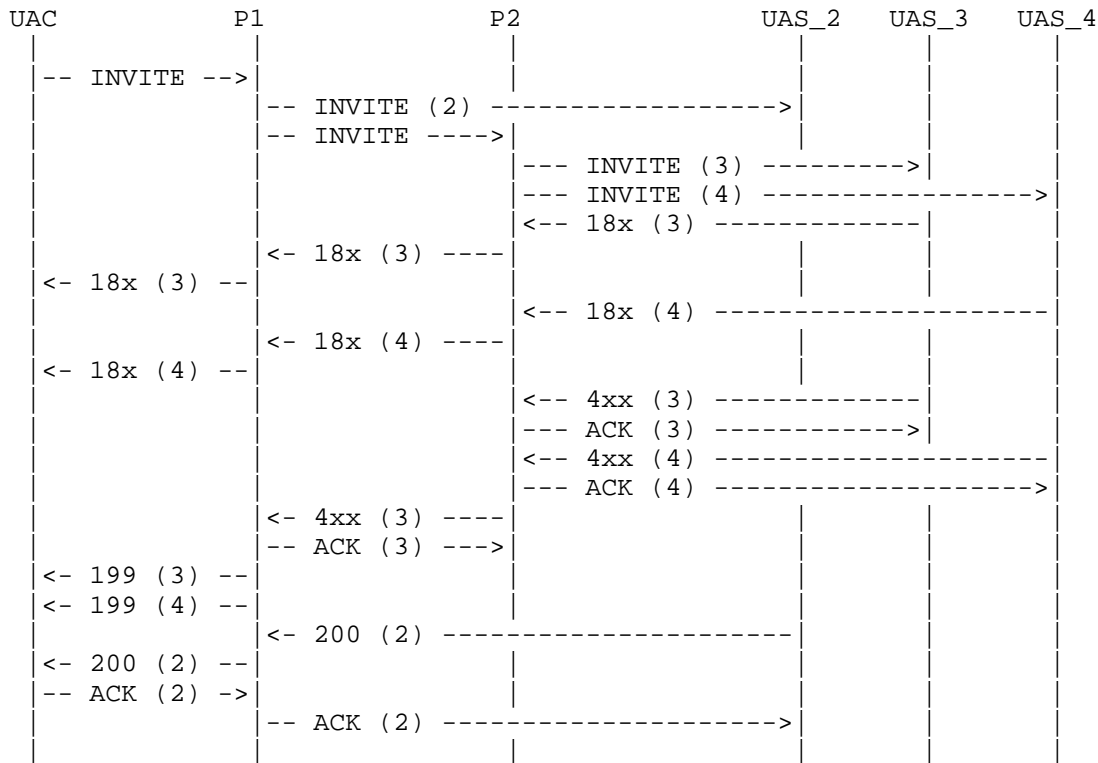 UAC P1 P2 UAS_2 UAS_3 UAS_4
-- INVITE -->
-- INVITE (2) ------------------>
-- INVITE ---->
--- INVITE (3) --------->
--- INVITE (4) ----------------->
<-- 18x (3) -------------
<- 18x (3) ----
<- 18x (3) --
<-- 18x (4) ---------------------
<- 18x (4) ----
<- 18x (4) --
<-- 4xx (3) -------------
--- ACK (3) ------------>
<-- 4xx (4) ---------------------
--- ACK (4) -------------------->
<- 4xx (3) ----
-- ACK (3) --->
<- 199 (3) --
<- 199 (4) --
<- 200 (2) ----------------------
<- 200 (2) --
-- ACK (2) ->
-- ACK (2) --------------------->